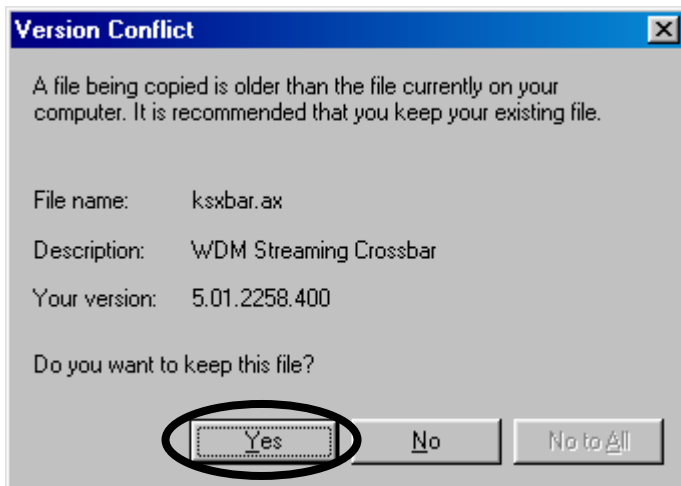 Version Conflict
A file being copied is older than the file currently on your
computer. It is recommended that you keep your existing file.
File name: ksxbar.ax
Description: WDM Streaming Crossbar
Your version: 5.01.2258.400
Do you want to keep this file?
Yes No No to All